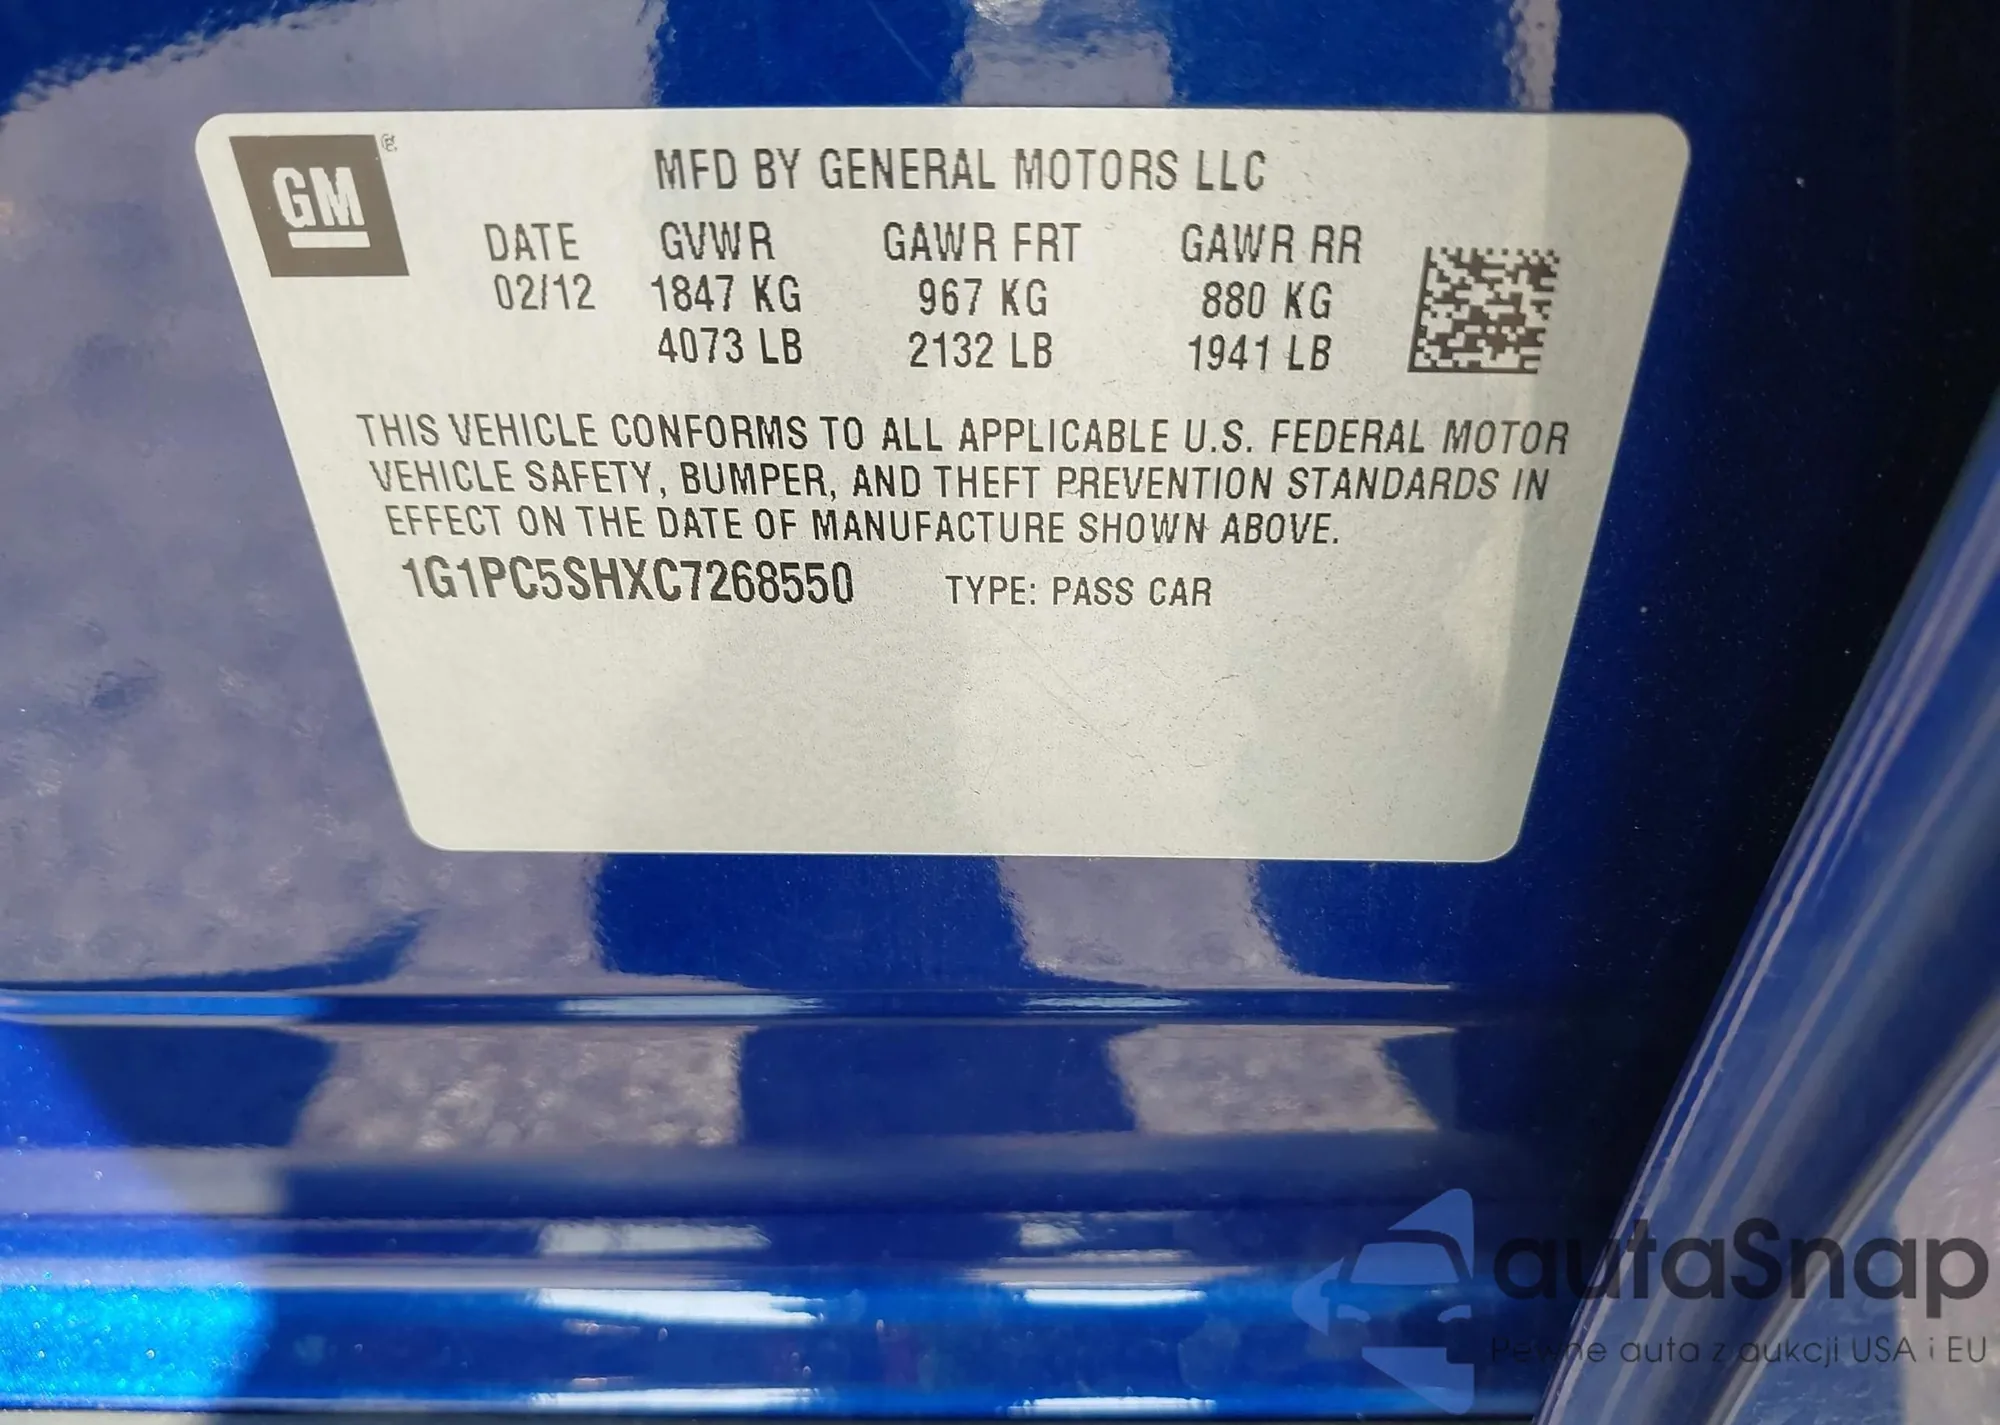 GM
MFD BY GENERAL MOTORS LLC
DATE GVWR GAWR FRT GAWR RR
02/12 1847 KG 967 KG 880 KG
4073 LB 2132 LB 1941 LB
THIS VEHICLE CONFORMS TO ALL APPLICABLE U.S. FEDERAL MOTOR
VEHICLE SAFETY, BUMPER, AND THEFT PREVENTION STANDARDS IN
EFFECT ON THE DATE OF MANUFACTURE SHOWN ABOVE.
1G1PC5SHXC7268550 TYPE: PASS CAR
autaSnap
Pewne auta z aukcji USA i EU